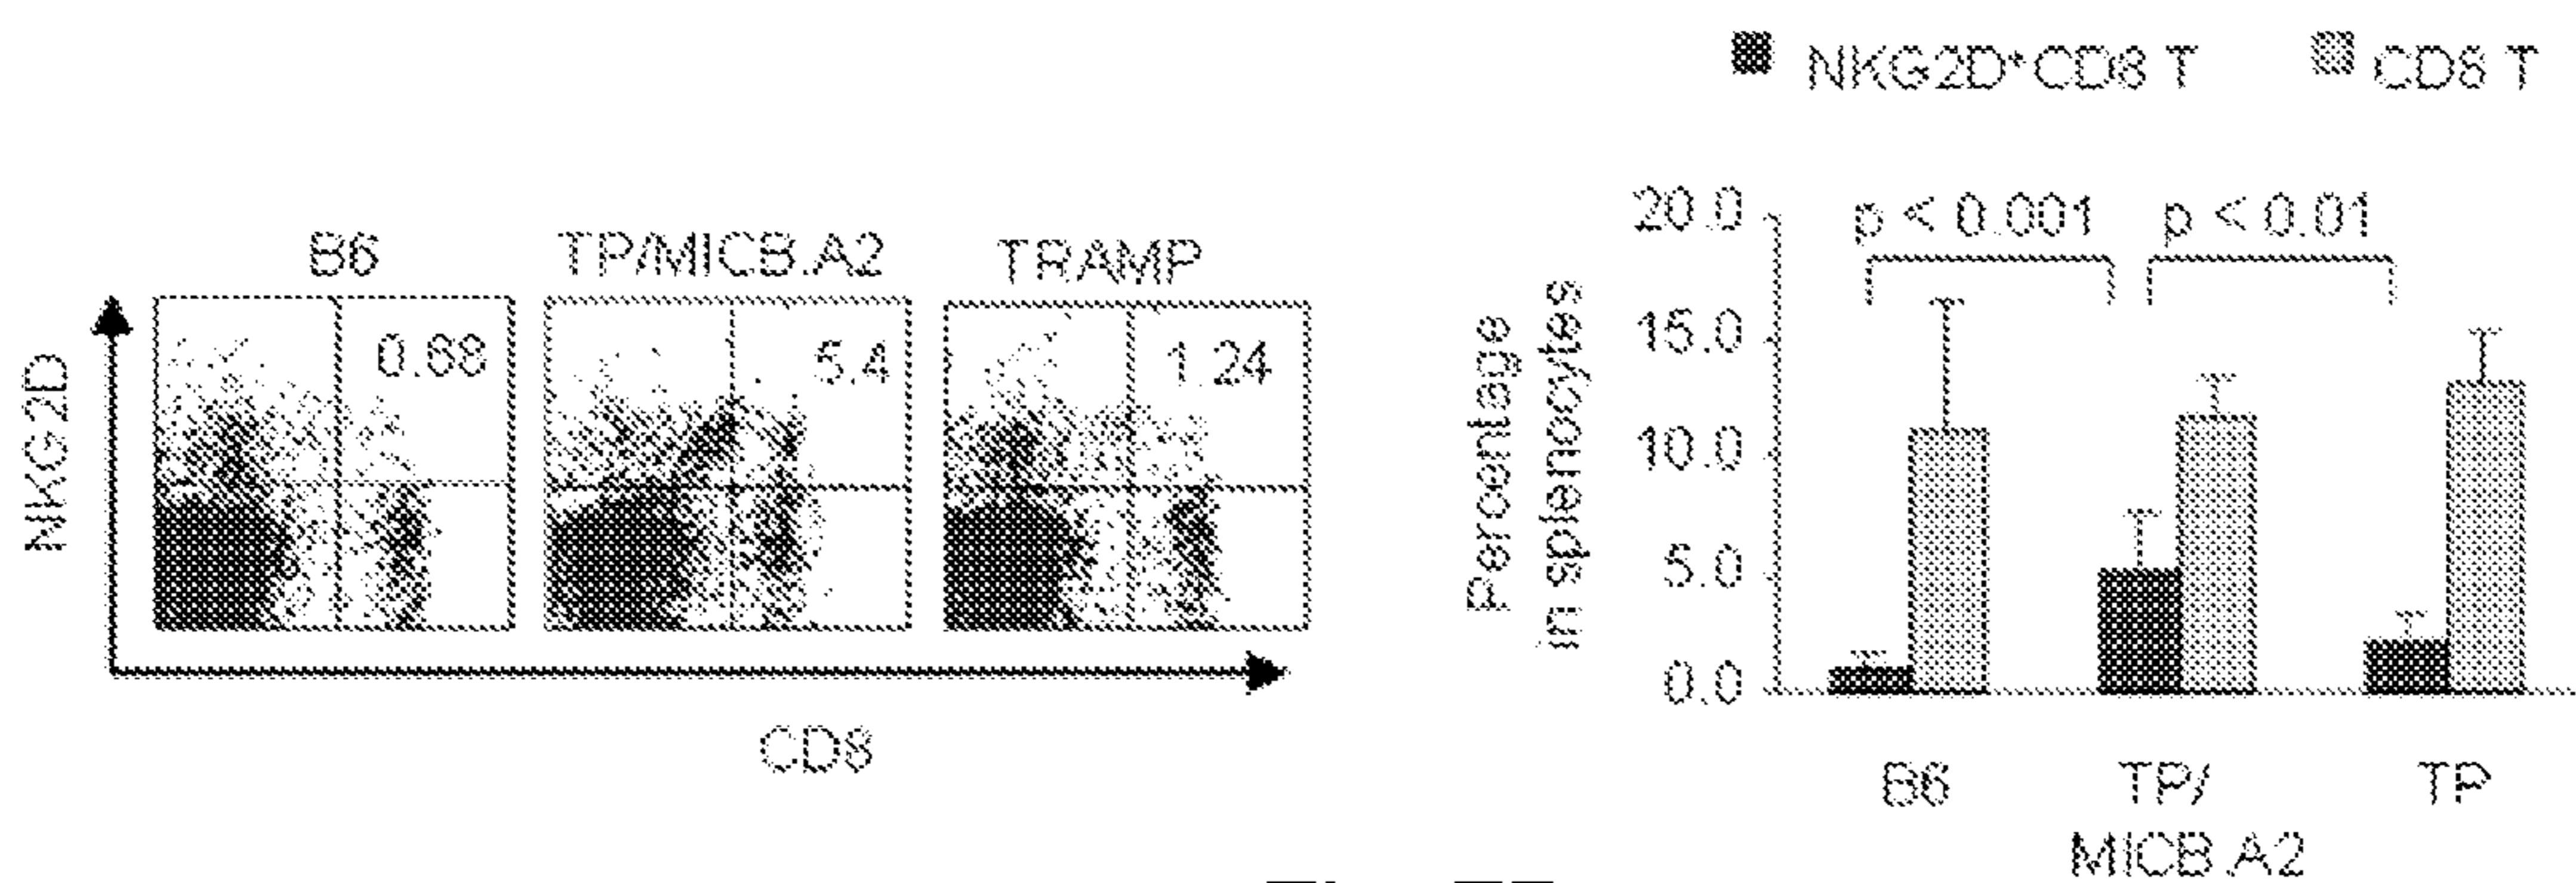 NKG2D+CD8 T CD8 T
B6 TP/MICB.A2 TRAMP
0.68 5.4 1.24
NKG2D
CD8
Percentage
in splenocytes
20.0
15.0
10.0
5.0
0.0
p < 0.001 p < 0.01
B6 TP/ TP
MICB.A2